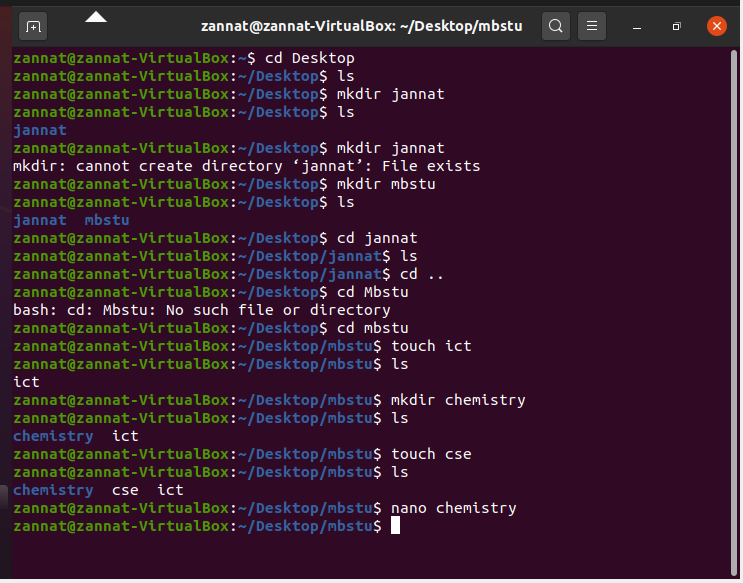 zannat@zannat-VirtualBox: ~/Desktop/mbstu
zannat@zannat-VirtualBox:~$ cd Desktop
zannat@zannat-VirtualBox:~/Desktop$ ls
zannat@zannat-VirtualBox:~/Desktop$ mkdir jannat
zannat@zannat-VirtualBox:~/Desktop$ ls
jannat
zannat@zannat-VirtualBox:~/Desktop$ mkdir jannat
mkdir: cannot create directory ‘jannat’: File exists
zannat@zannat-VirtualBox:~/Desktop$ mkdir mbstu
zannat@zannat-VirtualBox:~/Desktop$ ls
jannat  mbstu
zannat@zannat-VirtualBox:~/Desktop$ cd jannat
zannat@zannat-VirtualBox:~/Desktop/jannat$ ls
zannat@zannat-VirtualBox:~/Desktop/jannat$ cd ..
zannat@zannat-VirtualBox:~/Desktop$ cd Mbstu
bash: cd: Mbstu: No such file or directory
zannat@zannat-VirtualBox:~/Desktop$ cd mbstu
zannat@zannat-VirtualBox:~/Desktop/mbstu$ touch ict
zannat@zannat-VirtualBox:~/Desktop/mbstu$ ls
ict
zannat@zannat-VirtualBox:~/Desktop/mbstu$ mkdir chemistry
zannat@zannat-VirtualBox:~/Desktop/mbstu$ ls
chemistry  ict
zannat@zannat-VirtualBox:~/Desktop/mbstu$ touch cse
zannat@zannat-VirtualBox:~/Desktop/mbstu$ ls
chemistry  cse  ict
zannat@zannat-VirtualBox:~/Desktop/mbstu$ nano chemistry
zannat@zannat-VirtualBox:~/Desktop/mbstu$